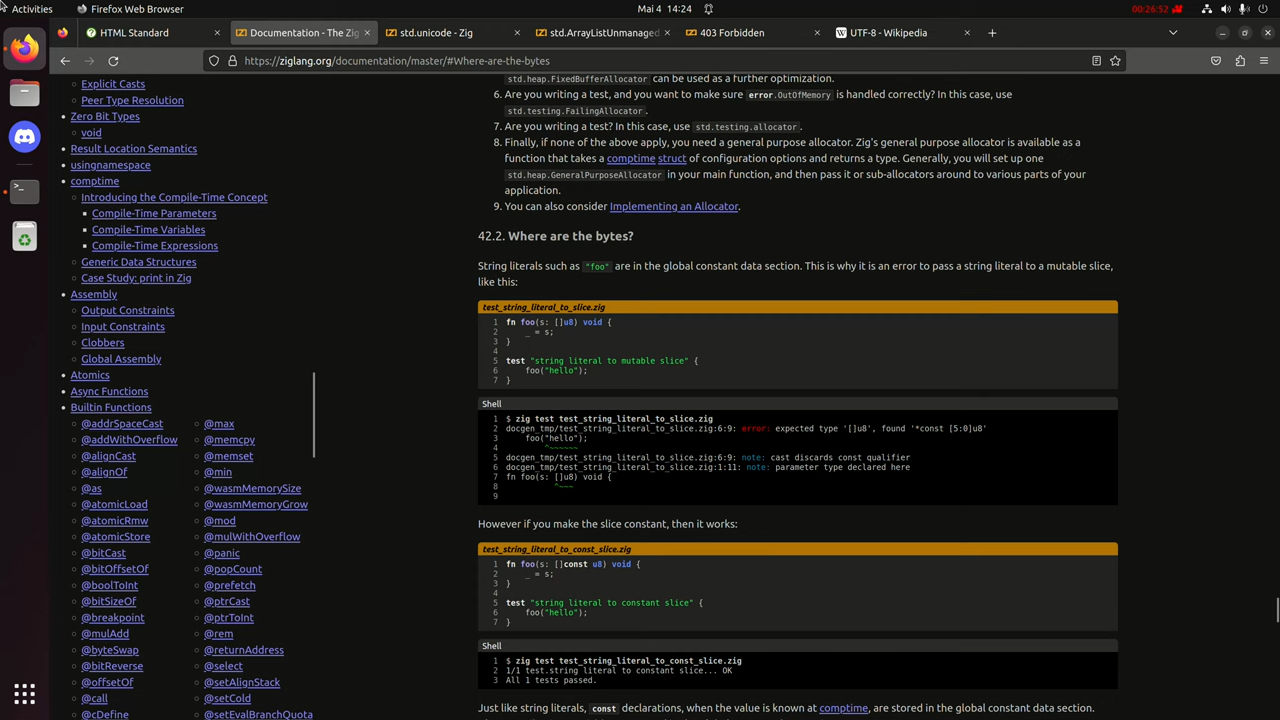 Activities
Firefox Web Browser
Mai 4 14:24
00:26:52
HTML Standard
Documentation - The Zig
std.unicode - Zig
std.ArrayListUnmanaged
403 Forbidden
UTF-8 - Wikipedia
https://ziglang.org/documentation/master/#Where-are-the-bytes
Explicit Casts
Peer Type Resolution
Zero Bit Types
void
Result Location Semantics
usingnamespace
comptime
Introducing the Compile-Time Concept
Compile-Time Parameters
Compile-Time Variables
Compile-Time Expressions
Generic Data Structures
Case Study: print in Zig
Assembly
Output Constraints
Input Constraints
Clobbers
Global Assembly
Atomics
Async Functions
Builtin Functions
@addrSpaceCast
@addWithOverflow
@alignCast
@alignOf
@as
@atomicLoad
@atomicRmw
@atomicStore
@bitCast
@bitOffsetOf
@boolToInt
@bitSizeOf
@breakpoint
@mulAdd
@byteSwap
@bitReverse
@offsetOf
@call
@cDefine
@max
@memcpy
@memset
@min
@wasmMemorySize
@wasmMemoryGrow
@mod
@mulWithOverflow
@panic
@popCount
@prefetch
@ptrCast
@ptrToInt
@rem
@returnAddress
@select
@setAlignStack
@setCold
@setEvalBranchQuota
std.heap.FixedBufferAllocator can be used as a further optimization.
6. Are you writing a test, and you want to make sure error.OutOfMemory is handled correctly? In this case, use
std.testing.FailingAllocator.
7. Are you writing a test? In this case, use std.testing.allocator.
8. Finally, if none of the above apply, you need a general purpose allocator. Zig's general purpose allocator is available as a
function that takes a comptime struct of configuration options and returns a type. Generally, you will set up one
std.heap.GeneralPurposeAllocator in your main function, and then pass it or sub-allocators around to various parts of your
application.
9. You can also consider Implementing an Allocator.
42.2. Where are the bytes?
String literals such as "foo" are in the global constant data section. This is why it is an error to pass a string literal to a mutable slice,
like this:
test_string_literal_to_slice.zig
1 fn foo(s: []u8) void {
2 _ = s;
3 }
4
5 test "string literal to mutable slice" {
6 foo("hello");
7 }
Shell
1 $ zig test test_string_literal_to_slice.zig
2 docgen_tmp/test_string_literal_to_slice.zig:6:9: error: expected type '[]u8', found '*const [5:0]u8'
3 foo("hello");
4 ^~~~~~~
5 docgen_tmp/test_string_literal_to_slice.zig:6:9: note: cast discards const qualifier
6 docgen_tmp/test_string_literal_to_slice.zig:1:11: note: parameter type declared here
7 fn foo(s: []u8) void {
8 ^~~~
9
However if you make the slice constant, then it works:
test_string_literal_to_const_slice.zig
1 fn foo(s: []const u8) void {
2 _ = s;
3 }
4
5 test "string literal to constant slice" {
6 foo("hello");
7 }
Shell
1 $ zig test test_string_literal_to_const_slice.zig
2 1/1 test.string literal to constant slice... OK
3 All 1 tests passed.
Just like string literals, const declarations, when the value is known at comptime, are stored in the global constant data section.